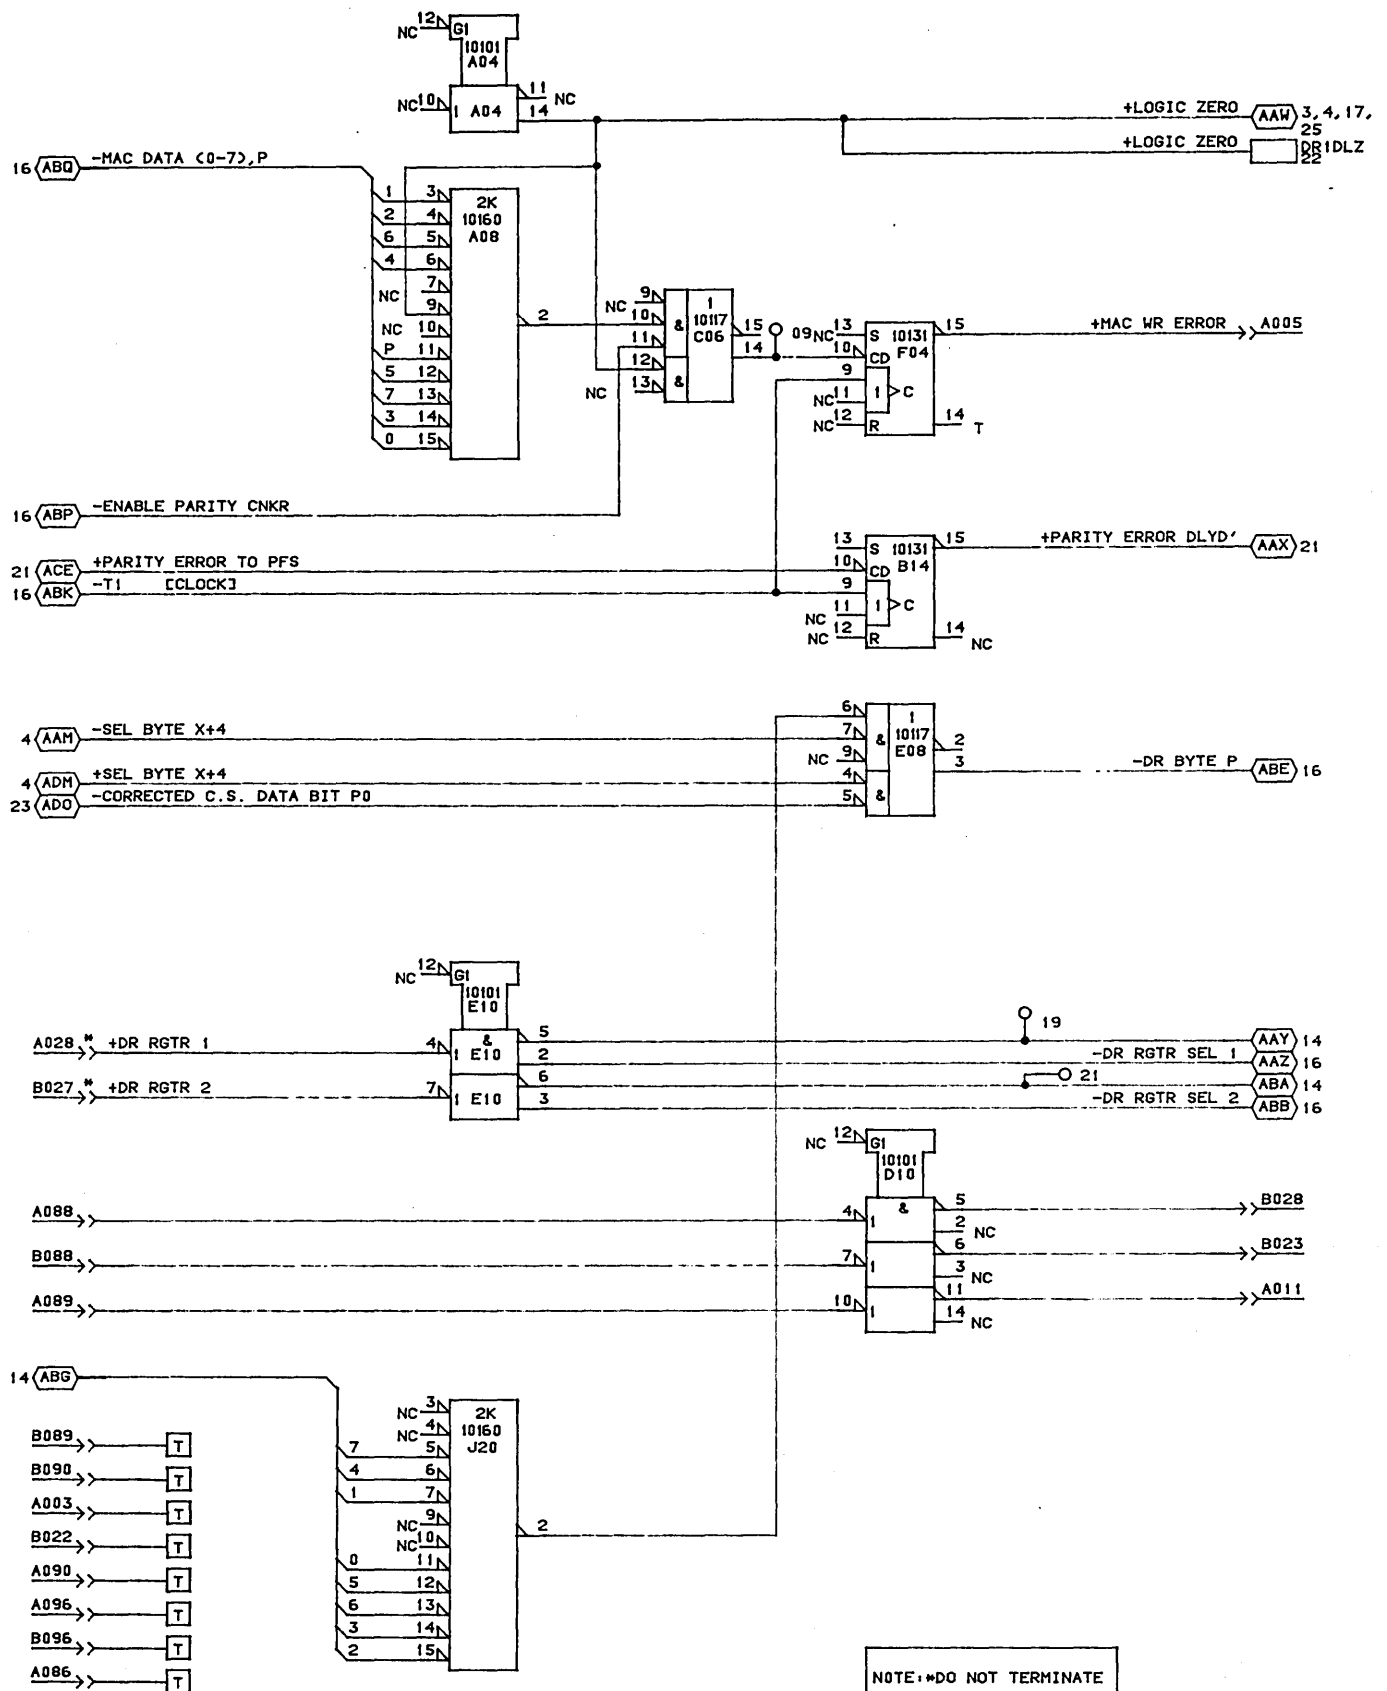 NC 12 G1
10101
A04
NC 10 1 A04 11 NC
14
+LOGIC ZERO AAW 3,4,17,
25
+LOGIC ZERO DR1DLZ
22
16 ABQ -MAC DATA (0-7),P
1 3 2K
2 4 10160
6 5 A08
4 6
NC 7
9
NC 10
P 11
5 12
7 13
3 14
0 15
2
NC 9 1
10 & 10117 15
11 C06 14
12
NC 13 &
09 NC 13 S 10131 15 +MAC WR ERROR A005
10 CD F04
9
NC 11 1 C
NC 12 R 14 T
16 ABP -ENABLE PARITY CNKR
21 ACE +PARITY ERROR TO PFS
16 ABK -T1 [CLOCK]
13 S 10131 15 +PARITY ERROR DLYD' AAX 21
10 CD B14
9
NC 11 1 C
NC 12 R 14 NC
4 AAM -SEL BYTE X+4
4 ADM +SEL BYTE X+4
23 ADO -CORRECTED C.S. DATA BIT P0
6 1
7 & 10117 2
NC 9 E08 3
4
5 &
-DR BYTE P ABE 16
NC 12 G1
10101
E10
A028 * +DR RGTR 1 4 1 & E10 5
2
B027 * +DR RGTR 2 7 1 E10 6
3
19 AAY 14
-DR RGTR SEL 1 AAZ 16
21 ABA 14
-DR RGTR SEL 2 ABB 16
NC 12 G1
10101
D10
A088 4 1 & 5 B028
2 NC
B088 7 1 6 B023
3 NC
A089 10 1 11 A011
14 NC
14 ABG
NC 3 2K
NC 4 10160
7 5 J20
4 6
1 7
NC 9
NC 10
0 11
5 12
6 13
3 14
2 15
2
B089 T
B090 T
A003 T
B022 T
A090 T
A096 T
B096 T
A086 T
NOTE:*DO NOT TERMINATE